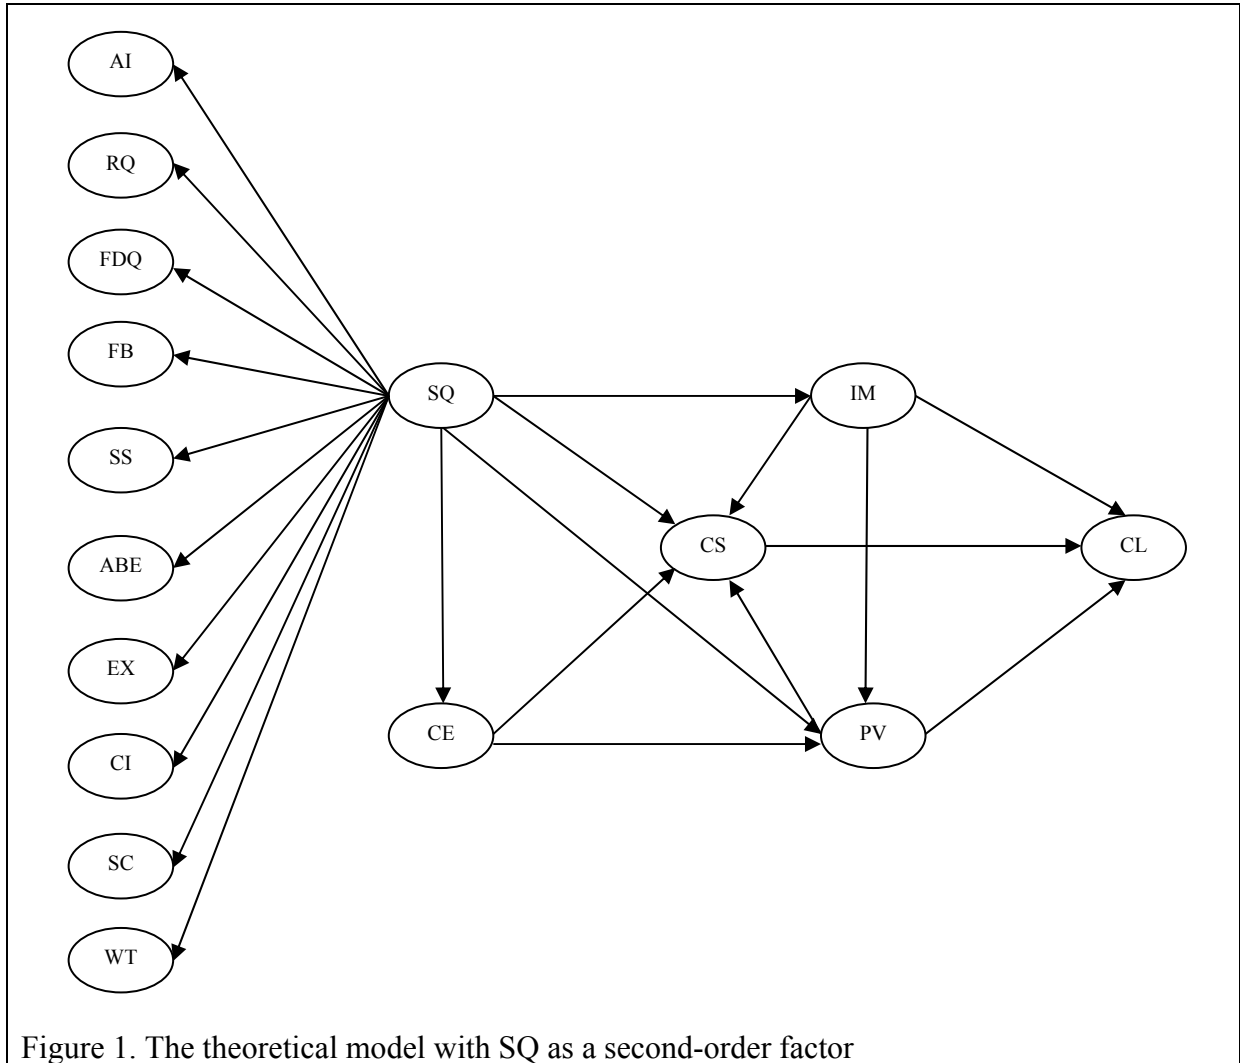 AI
RQ
FDQ
FB
SQ
IM
SS
CS
CL
ABE
EX
CE
PV
CI
SC
WT
Figure 1. The theoretical model with SQ as a second-order factor